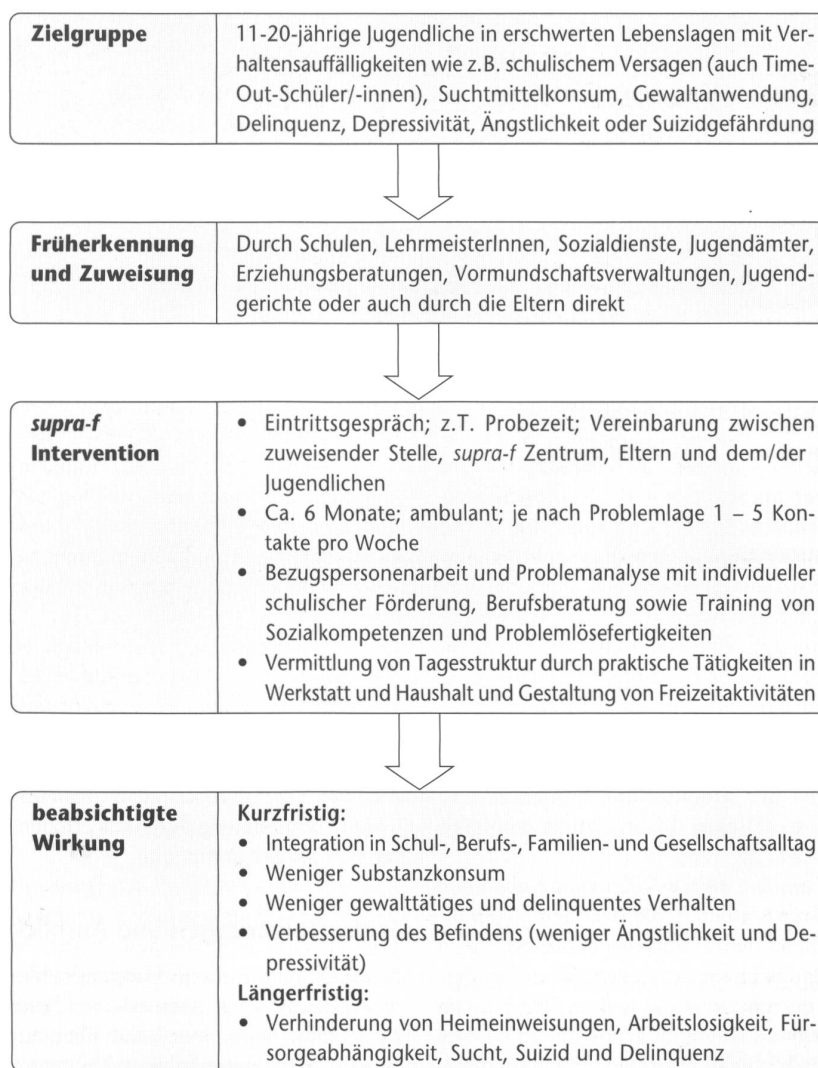 Zielgruppe
11-20-jährige Jugendliche in erschwerten Lebenslagen mit Ver-
haltensauffälligkeiten wie z.B. schulischem Versagen (auch Time-
Out-Schüler/-innen), Suchtmittelkonsum, Gewaltanwendung,
Delinquenz, Depressivität, Ängstlichkeit oder Suizidgefährdung
Früherkennung
und Zuweisung
Durch Schulen, LehrmeisterInnen, Sozialdienste, Jugendämter,
Erziehungsberatungen, Vormundschaftsverwaltungen, Jugend-
gerichte oder auch durch die Eltern direkt
supra-f
Intervention
• Eintrittsgespräch; z.T. Probezeit; Vereinbarung zwischen
zuweisender Stelle, supra-f Zentrum, Eltern und dem/der
Jugendlichen
• Ca. 6 Monate; ambulant; je nach Problemlage 1 – 5 Kon-
takte pro Woche
• Bezugspersonenarbeit und Problemanalyse mit individueller
schulischer Förderung, Berufsberatung sowie Training von
Sozialkompetenzen und Problemlösefertigkeiten
• Vermittlung von Tagesstruktur durch praktische Tätigkeiten in
Werkstatt und Haushalt und Gestaltung von Freizeitaktivitäten
beabsichtigte
Wirkung
Kurzfristig:
• Integration in Schul-, Berufs-, Familien- und Gesellschaftsalltag
• Weniger Substanzkonsum
• Weniger gewalttätiges und delinquentes Verhalten
• Verbesserung des Befindens (weniger Ängstlichkeit und De-
pressivität)
Längerfristig:
• Verhinderung von Heimeinweisungen, Arbeitslosigkeit, Für-
sorgeabhängigkeit, Sucht, Suizid und Delinquenz